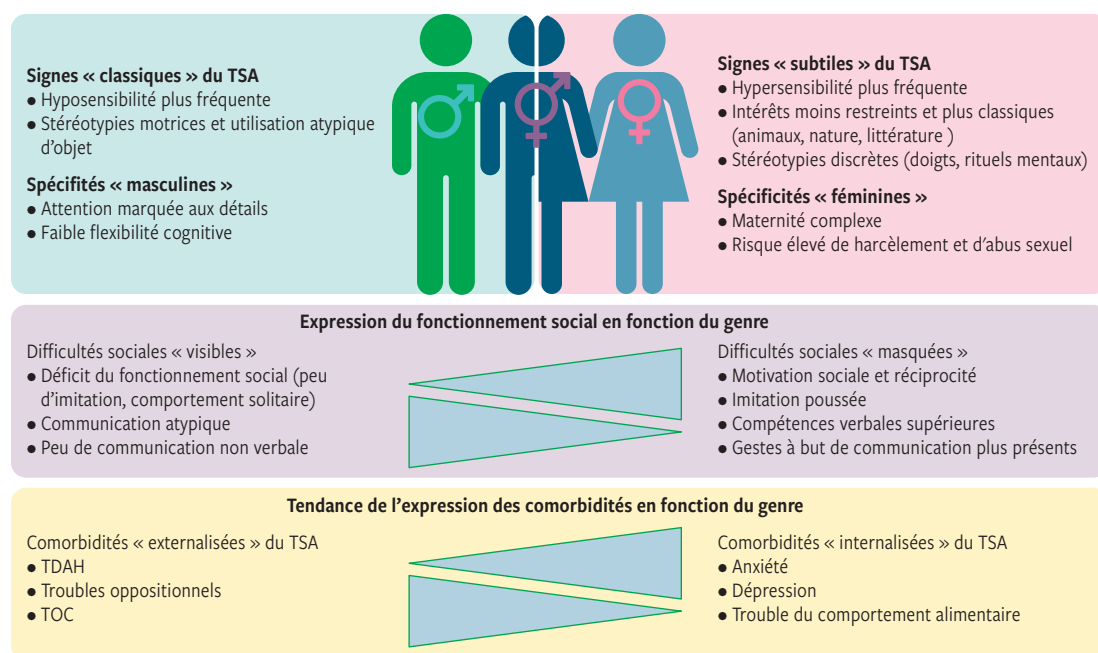 Signes « classiques » du TSA
● Hyposensibilité plus fréquente
● Stéréotypies motrices et utilisation atypique
d'objet
Spécifités « masculines »
● Attention marquée aux détails
● Faible flexibilité cognitive
Signes « subtiles » du TSA
● Hypersensibilité plus fréquente
● Intérêts moins restreints et plus classiques
(animaux, nature, littérature )
● Stéréotypies discrètes (doigts, rituels mentaux)
Spécificités « féminines »
● Maternité complexe
● Risque élevé de harcèlement et d'abus sexuel
Expression du fonctionnement social en fonction du genre
Difficultés sociales « visibles »
● Déficit du fonctionnement social (peu
d'imitation, comportement solitaire)
● Communication atypique
● Peu de communication non verbale
Difficultés sociales « masquées »
● Motivation sociale et réciprocité
● Imitation poussée
● Compétences verbales supérieures
● Gestes à but de communication plus présents
Tendance de l'expression des comorbidités en fonction du genre
Comorbidités « externalisées » du TSA
● TDAH
● Troubles oppositionnels
● TOC
Comorbidités « internalisées » du TSA
● Anxiété
● Dépression
● Trouble du comportement alimentaire